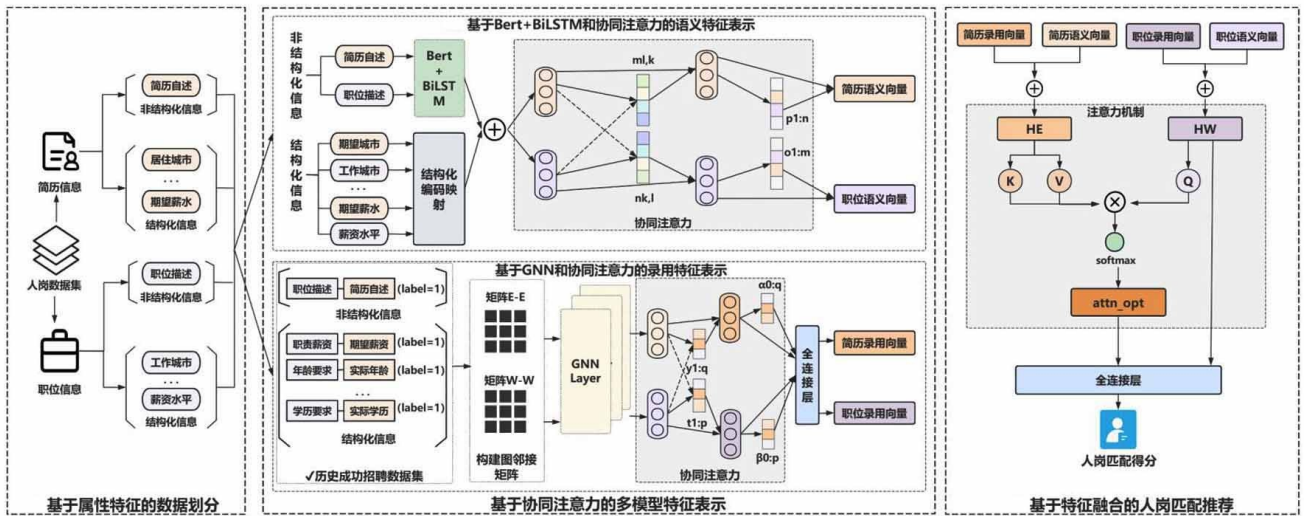 简历自述
非结构化信息
居住城市
...
期望薪水
结构化信息
简历信息
人岗数据集
职位信息
职位描述
非结构化信息
工作城市
...
薪资水平
结构化信息
基于属性特征的数据划分
基于Bert+BiLSTM和协同注意力的语义特征表示
非结构化信息
简历自述
职位描述
Bert
+
BiLST
M
结构化信息
期望城市
工作城市
...
期望薪水
薪资水平
结构化
编码映
射
ml,k
nk,l
p1:n
o1:m
协同注意力
简历语义向量
职位语义向量
基于GNN和协同注意力的录用特征表示
职位描述
简历自述
(label=1)
非结构化信息
职责薪资
期望薪资
(label=1)
年龄要求
实际年龄
(label=1)
...
学历要求
实际学历
(label=1)
结构化信息
✓历史成功招聘数据集
矩阵E-E
矩阵W-W
构建图邻接
矩阵
GNN
Layer
α0:q
γ1:q
t1:p
β0:p
协同注意力
全连接层
简历录用向量
职位录用向量
基于协同注意力的多模型特征表示
简历录用向量
简历语义向量
职位录用向量
职位语义向量
注意力机制
HE
HW
K
V
Q
softmax
attn_opt
全连接层
人岗匹配得分
基于特征融合的人岗匹配推荐